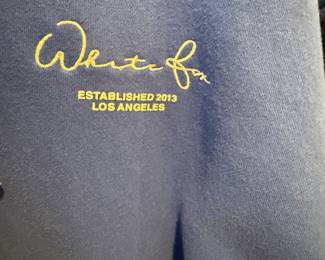 White fox
ESTABLISHED 2013
LOS ANGELES